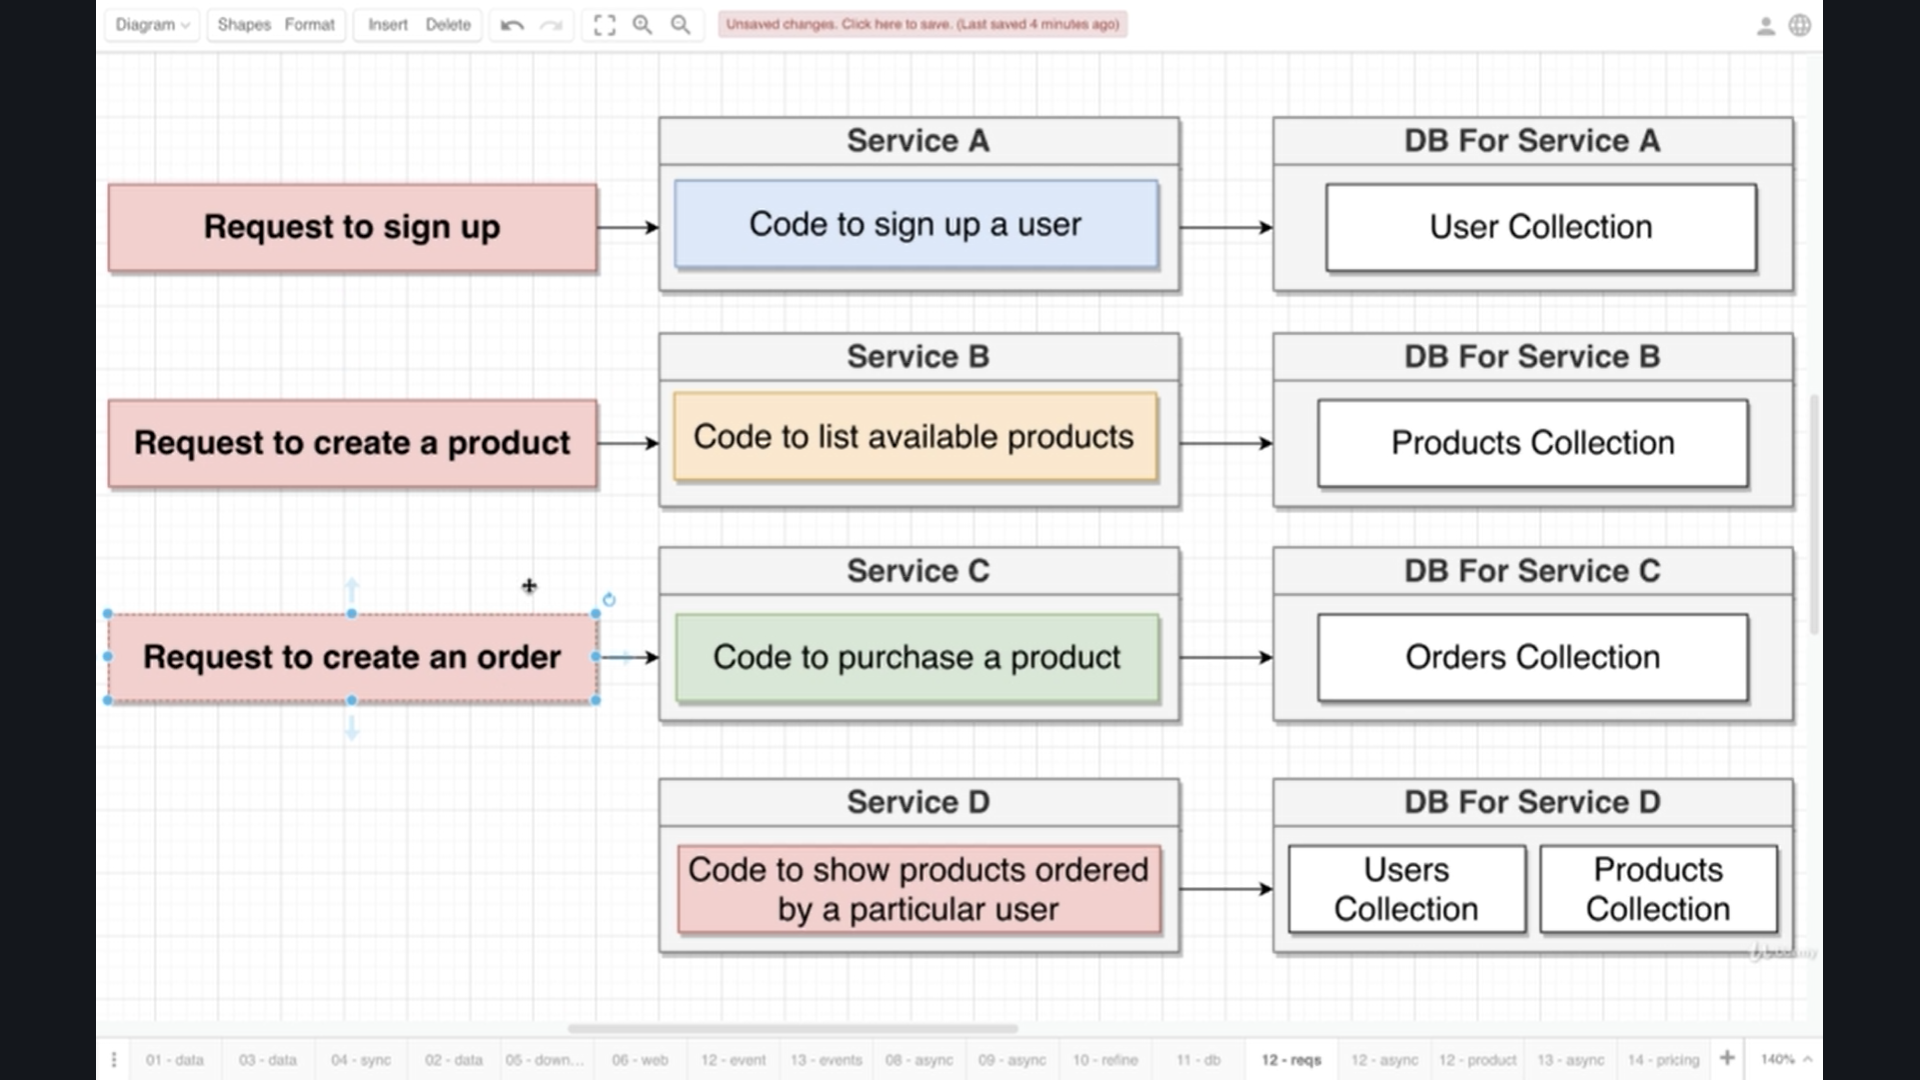 Diagram
Shapes Format
Insert Delete
Unsaved changes. Click here to save. (Last saved 4 minutes ago)
Service A
DB For Service A
Request to sign up
Code to sign up a user
User Collection
Service B
DB For Service B
Request to create a product
Code to list available products
Products Collection
Service C
DB For Service C
Request to create an order
Code to purchase a product
Orders Collection
Service D
DB For Service D
Code to show products ordered
by a particular user
Users
Collection
Products
Collection
Udemy
01 - data
03 - data
04 - sync
02 - data
05 - down...
06 - web
12 - event
13 - events
08 - async
09 - async
10 - refine
11 - db
12 - reqs
12 - async
12 - product
13 - async
14 - pricing
140%